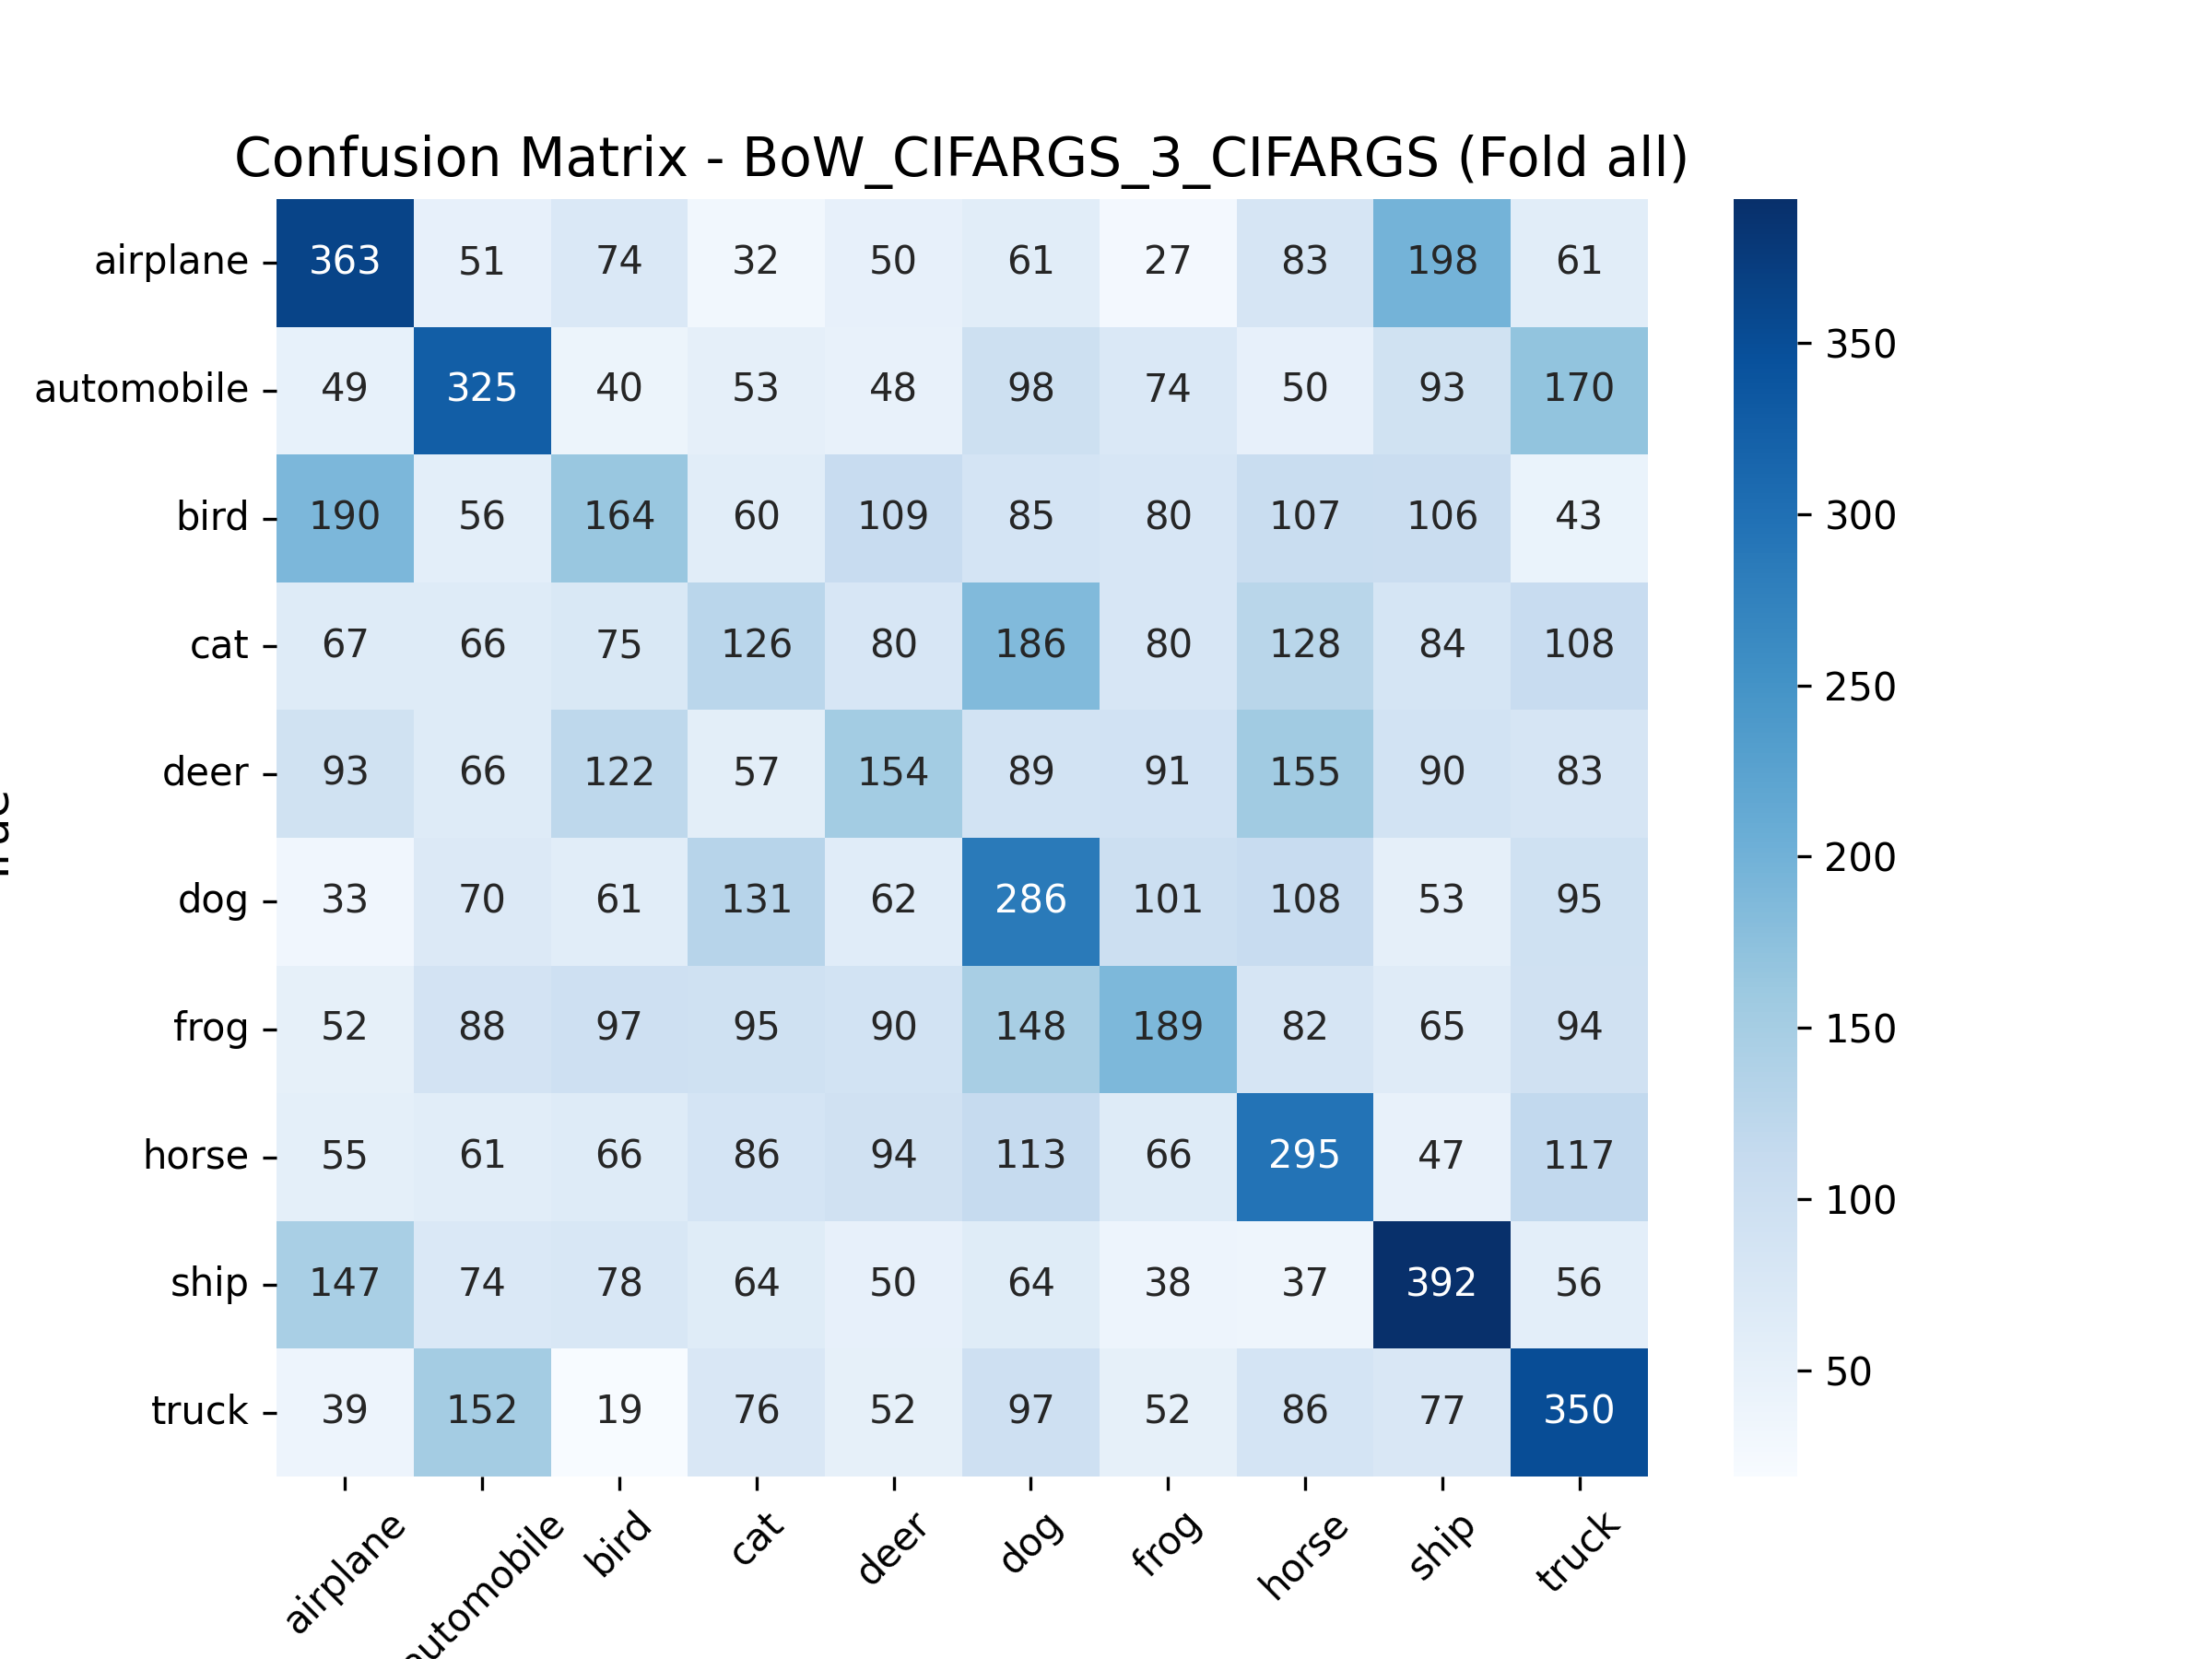 Confusion Matrix - BoW_CIFARGS_3_CIFARGS (Fold all)
airplane 363 51 74 32 50 61 27 83 198 61
automobile 49 325 40 53 48 98 74 50 93 170
bird 190 56 164 60 109 85 80 107 106 43
cat 67 66 75 126 80 186 80 128 84 108
deer 93 66 122 57 154 89 91 155 90 83
dog 33 70 61 131 62 286 101 108 53 95
frog 52 88 97 95 90 148 189 82 65 94
horse 55 61 66 86 94 113 66 295 47 117
ship 147 74 78 64 50 64 38 37 392 56
truck 39 152 19 76 52 97 52 86 77 350
airplane automobile bird cat deer dog frog horse ship truck
350
300
250
200
150
100
50